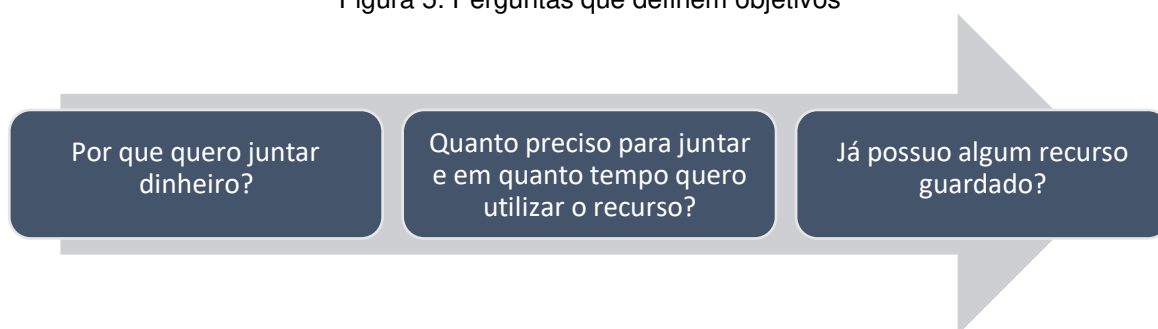 Figura 5: Perguntas que definem objetivos
Por que quero juntar
dinheiro?
Quanto preciso para juntar
e em quanto tempo quero
utilizar o recurso?
Já possuo algum recurso
guardado?